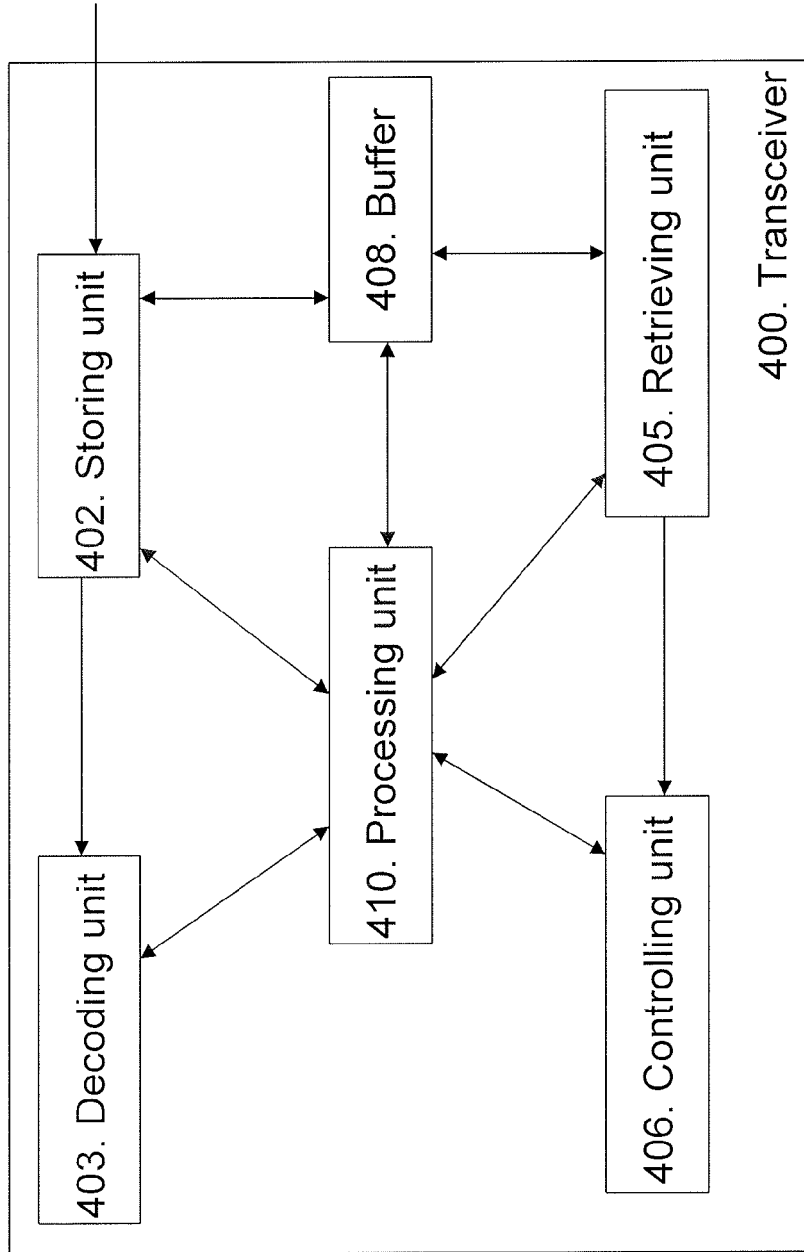 403. Decoding unit
402. Storing unit
410. Processing unit
408. Buffer
406. Controlling unit
405. Retrieving unit
400. Transceiver